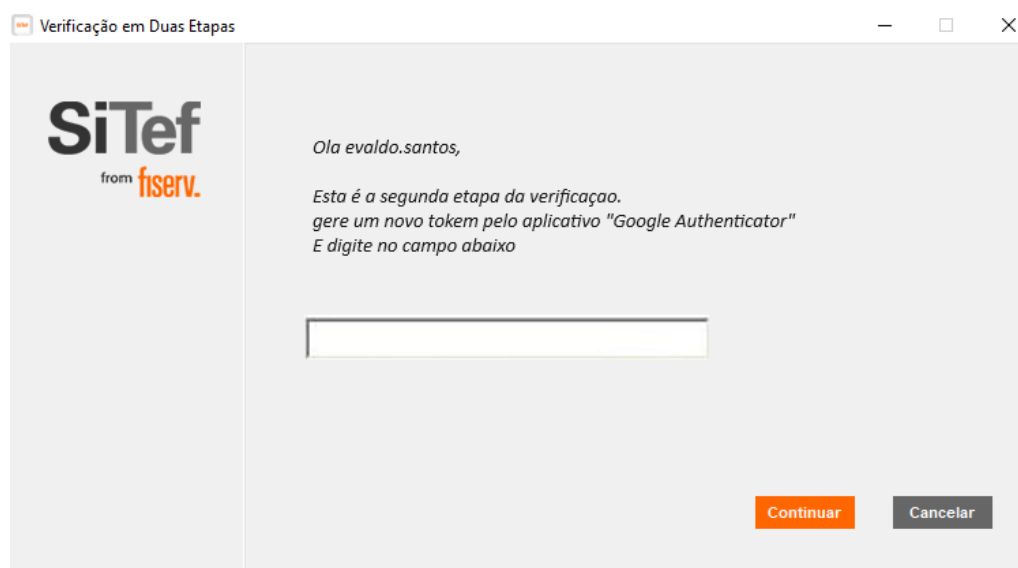 Verificação em Duas Etapas
SiTef
from fiserv.
Ola evaldo.santos,
Esta é a segunda etapa da verificaçao.
gere um novo tokem pelo aplicativo "Google Authenticator"
E digite no campo abaixo
Continuar
Cancelar